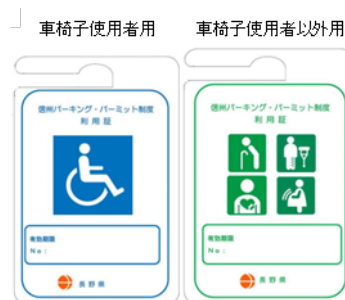 車椅子使用者用
車椅子使用者以外用
信州パーキング・パーミット制度
利用証
有効期限
No:
長野県
信州パーキング・パーミット制度
利用証
有効期限
No:
長野県